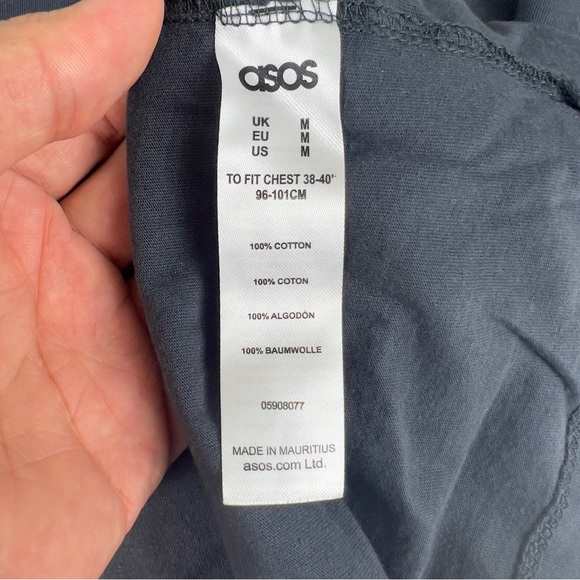 asos
UK M
EU M
US M
TO FIT CHEST 38-40"
96-101CM
100% COTTON
100% COTON
100% ALGODÓN
100% BAUMWOLLE
05908077
MADE IN MAURITIUS
asos.com Ltd.